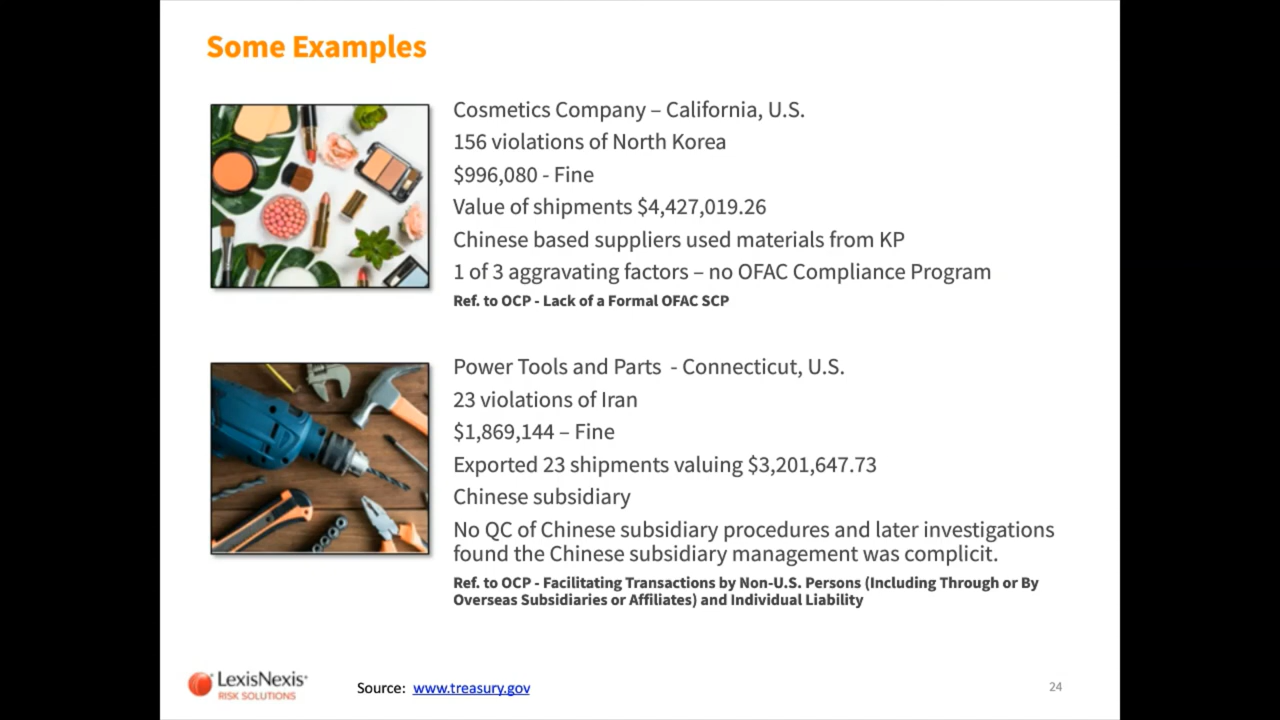 Some Examples
Cosmetics Company – California, U.S.
156 violations of North Korea
$996,080 - Fine
Value of shipments $4,427,019.26
Chinese based suppliers used materials from KP
1 of 3 aggravating factors – no OFAC Compliance Program
Ref. to OCP - Lack of a Formal OFAC SCP
Power Tools and Parts - Connecticut, U.S.
23 violations of Iran
$1,869,144 – Fine
Exported 23 shipments valuing $3,201,647.73
Chinese subsidiary
No QC of Chinese subsidiary procedures and later investigations
found the Chinese subsidiary management was complicit.
Ref. to OCP - Facilitating Transactions by Non-U.S. Persons (Including Through or By
Overseas Subsidiaries or Affiliates) and Individual Liability
LexisNexis
RISK SOLUTIONS
Source: www.treasury.gov
24